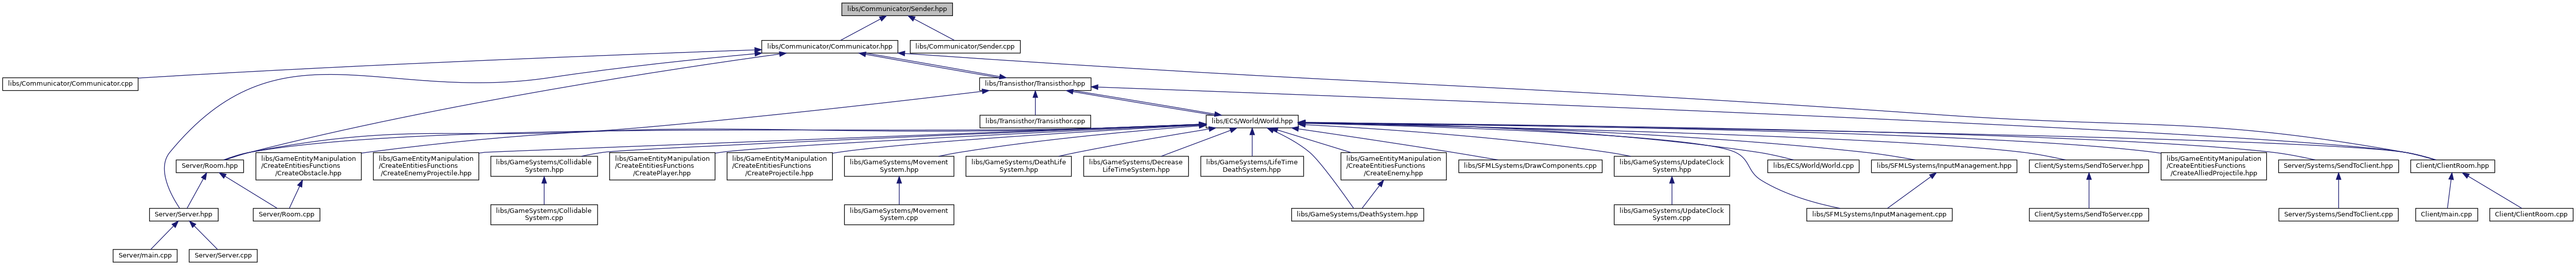 libs/Communicator/Sender.hpp
libs/Communicator/Communicator.hpp
libs/Communicator/Sender.cpp
libs/Communicator/Communicator.cpp
libs/Transisthor/Transisthor.hpp
libs/Transisthor/Transisthor.cpp
libs/ECS/World/World.hpp
Server/Room.hpp
libs/GameEntityManipulation
/CreateEntitiesFunctions
/CreateObstacle.hpp
libs/GameEntityManipulation
/CreateEntitiesFunctions
/CreateEnemyProjectile.hpp
libs/GameSystems/Collidable
System.hpp
libs/GameEntityManipulation
/CreateEntitiesFunctions
/CreatePlayer.hpp
libs/GameEntityManipulation
/CreateEntitiesFunctions
/CreateProjectile.hpp
libs/GameSystems/Movement
System.hpp
libs/GameSystems/DeathLife
System.hpp
libs/GameSystems/Decrease
LifeTimeSystem.hpp
libs/GameSystems/LifeTime
DeathSystem.hpp
libs/GameEntityManipulation
/CreateEntitiesFunctions
/CreateEnemy.hpp
libs/SFMLSystems/DrawComponents.cpp
libs/GameSystems/UpdateClock
System.hpp
libs/ECS/World/World.cpp
libs/SFMLSystems/InputManagement.hpp
Client/Systems/SendToServer.hpp
libs/GameEntityManipulation
/CreateEntitiesFunctions
/CreateAlliedProjectile.hpp
Server/Systems/SendToClient.hpp
Client/ClientRoom.hpp
Server/Server.hpp
Server/Room.cpp
libs/GameSystems/Collidable
System.cpp
libs/GameSystems/Movement
System.cpp
libs/GameSystems/DeathSystem.hpp
libs/GameSystems/UpdateClock
System.cpp
libs/SFMLSystems/InputManagement.cpp
Client/Systems/SendToServer.cpp
Server/Systems/SendToClient.cpp
Client/main.cpp
Client/ClientRoom.cpp
Server/main.cpp
Server/Server.cpp